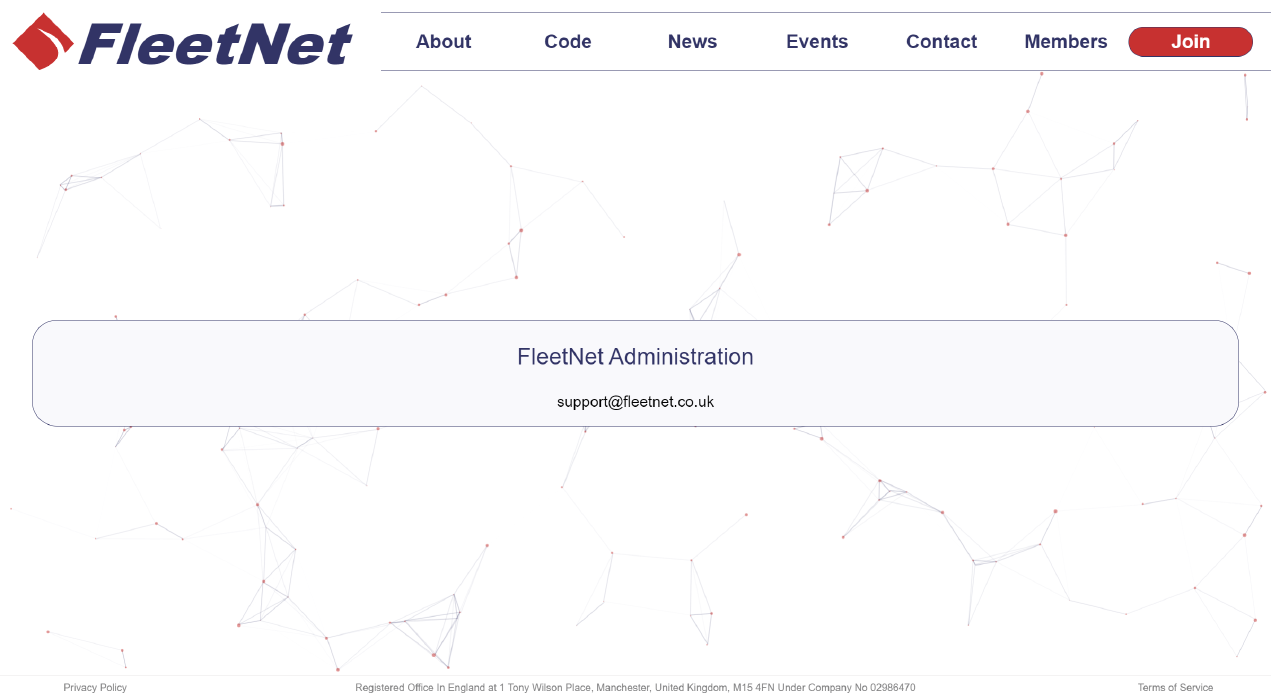 FleetNet
About Code News Events Contact Members Join
FleetNet Administration
support@fleetnet.co.uk
Privacy Policy Registered Office In England at 1 Tony Wilson Place, Manchester, United Kingdom, M15 4FN Under Company No 02986470 Terms of Service